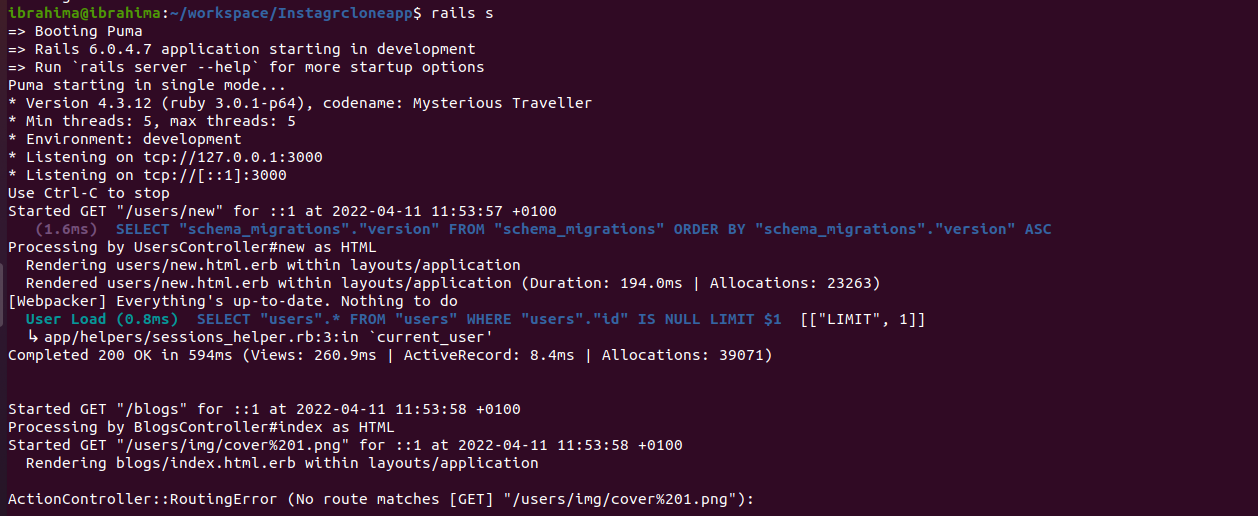 ibrahima@ibrahima:~/workspace/Instagrcloneapp$ rails s
=> Booting Puma
=> Rails 6.0.4.7 application starting in development
=> Run `rails server --help` for more startup options
Puma starting in single mode...
* Version 4.3.12 (ruby 3.0.1-p64), codename: Mysterious Traveller
* Min threads: 5, max threads: 5
* Environment: development
* Listening on tcp://127.0.0.1:3000
* Listening on tcp://[::1]:3000
Use Ctrl-C to stop
Started GET "/users/new" for ::1 at 2022-04-11 11:53:57 +0100
(1.6ms)  SELECT "schema_migrations"."version" FROM "schema_migrations" ORDER BY "schema_migrations"."version" ASC
Processing by UsersController#new as HTML
Rendering users/new.html.erb within layouts/application
Rendered users/new.html.erb within layouts/application (Duration: 194.0ms | Allocations: 23263)
[Webpacker] Everything's up-to-date. Nothing to do
User Load (0.8ms)  SELECT "users".* FROM "users" WHERE "users"."id" IS NULL LIMIT $1  [["LIMIT", 1]]
↳ app/helpers/sessions_helper.rb:3:in `current_user'
Completed 200 OK in 594ms (Views: 260.9ms | ActiveRecord: 8.4ms | Allocations: 39071)
Started GET "/blogs" for ::1 at 2022-04-11 11:53:58 +0100
Processing by BlogsController#index as HTML
Started GET "/users/img/cover%201.png" for ::1 at 2022-04-11 11:53:58 +0100
Rendering blogs/index.html.erb within layouts/application
ActionController::RoutingError (No route matches [GET] "/users/img/cover%201.png"):